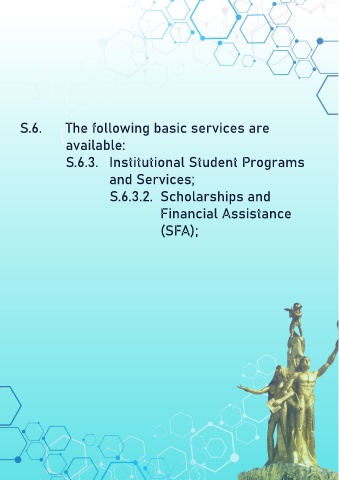 S.6. The following basic services are
available:
S.6.3. Institutional Student Programs
and Services;
S.6.3.2. Scholarships and
Financial Assistance
(SFA);